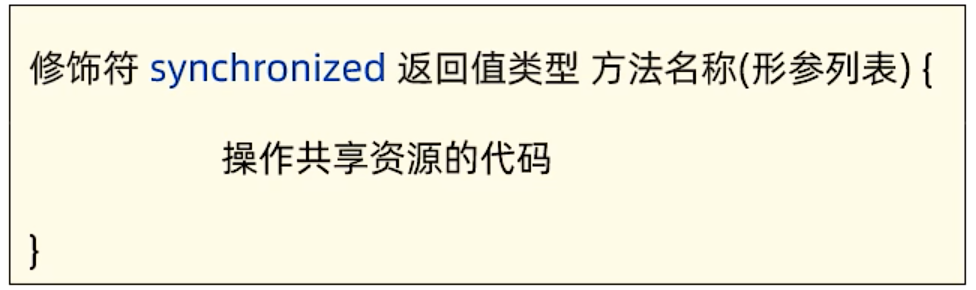 修饰符 synchronized 返回值类型 方法名称(形参列表) {
操作共享资源的代码
}